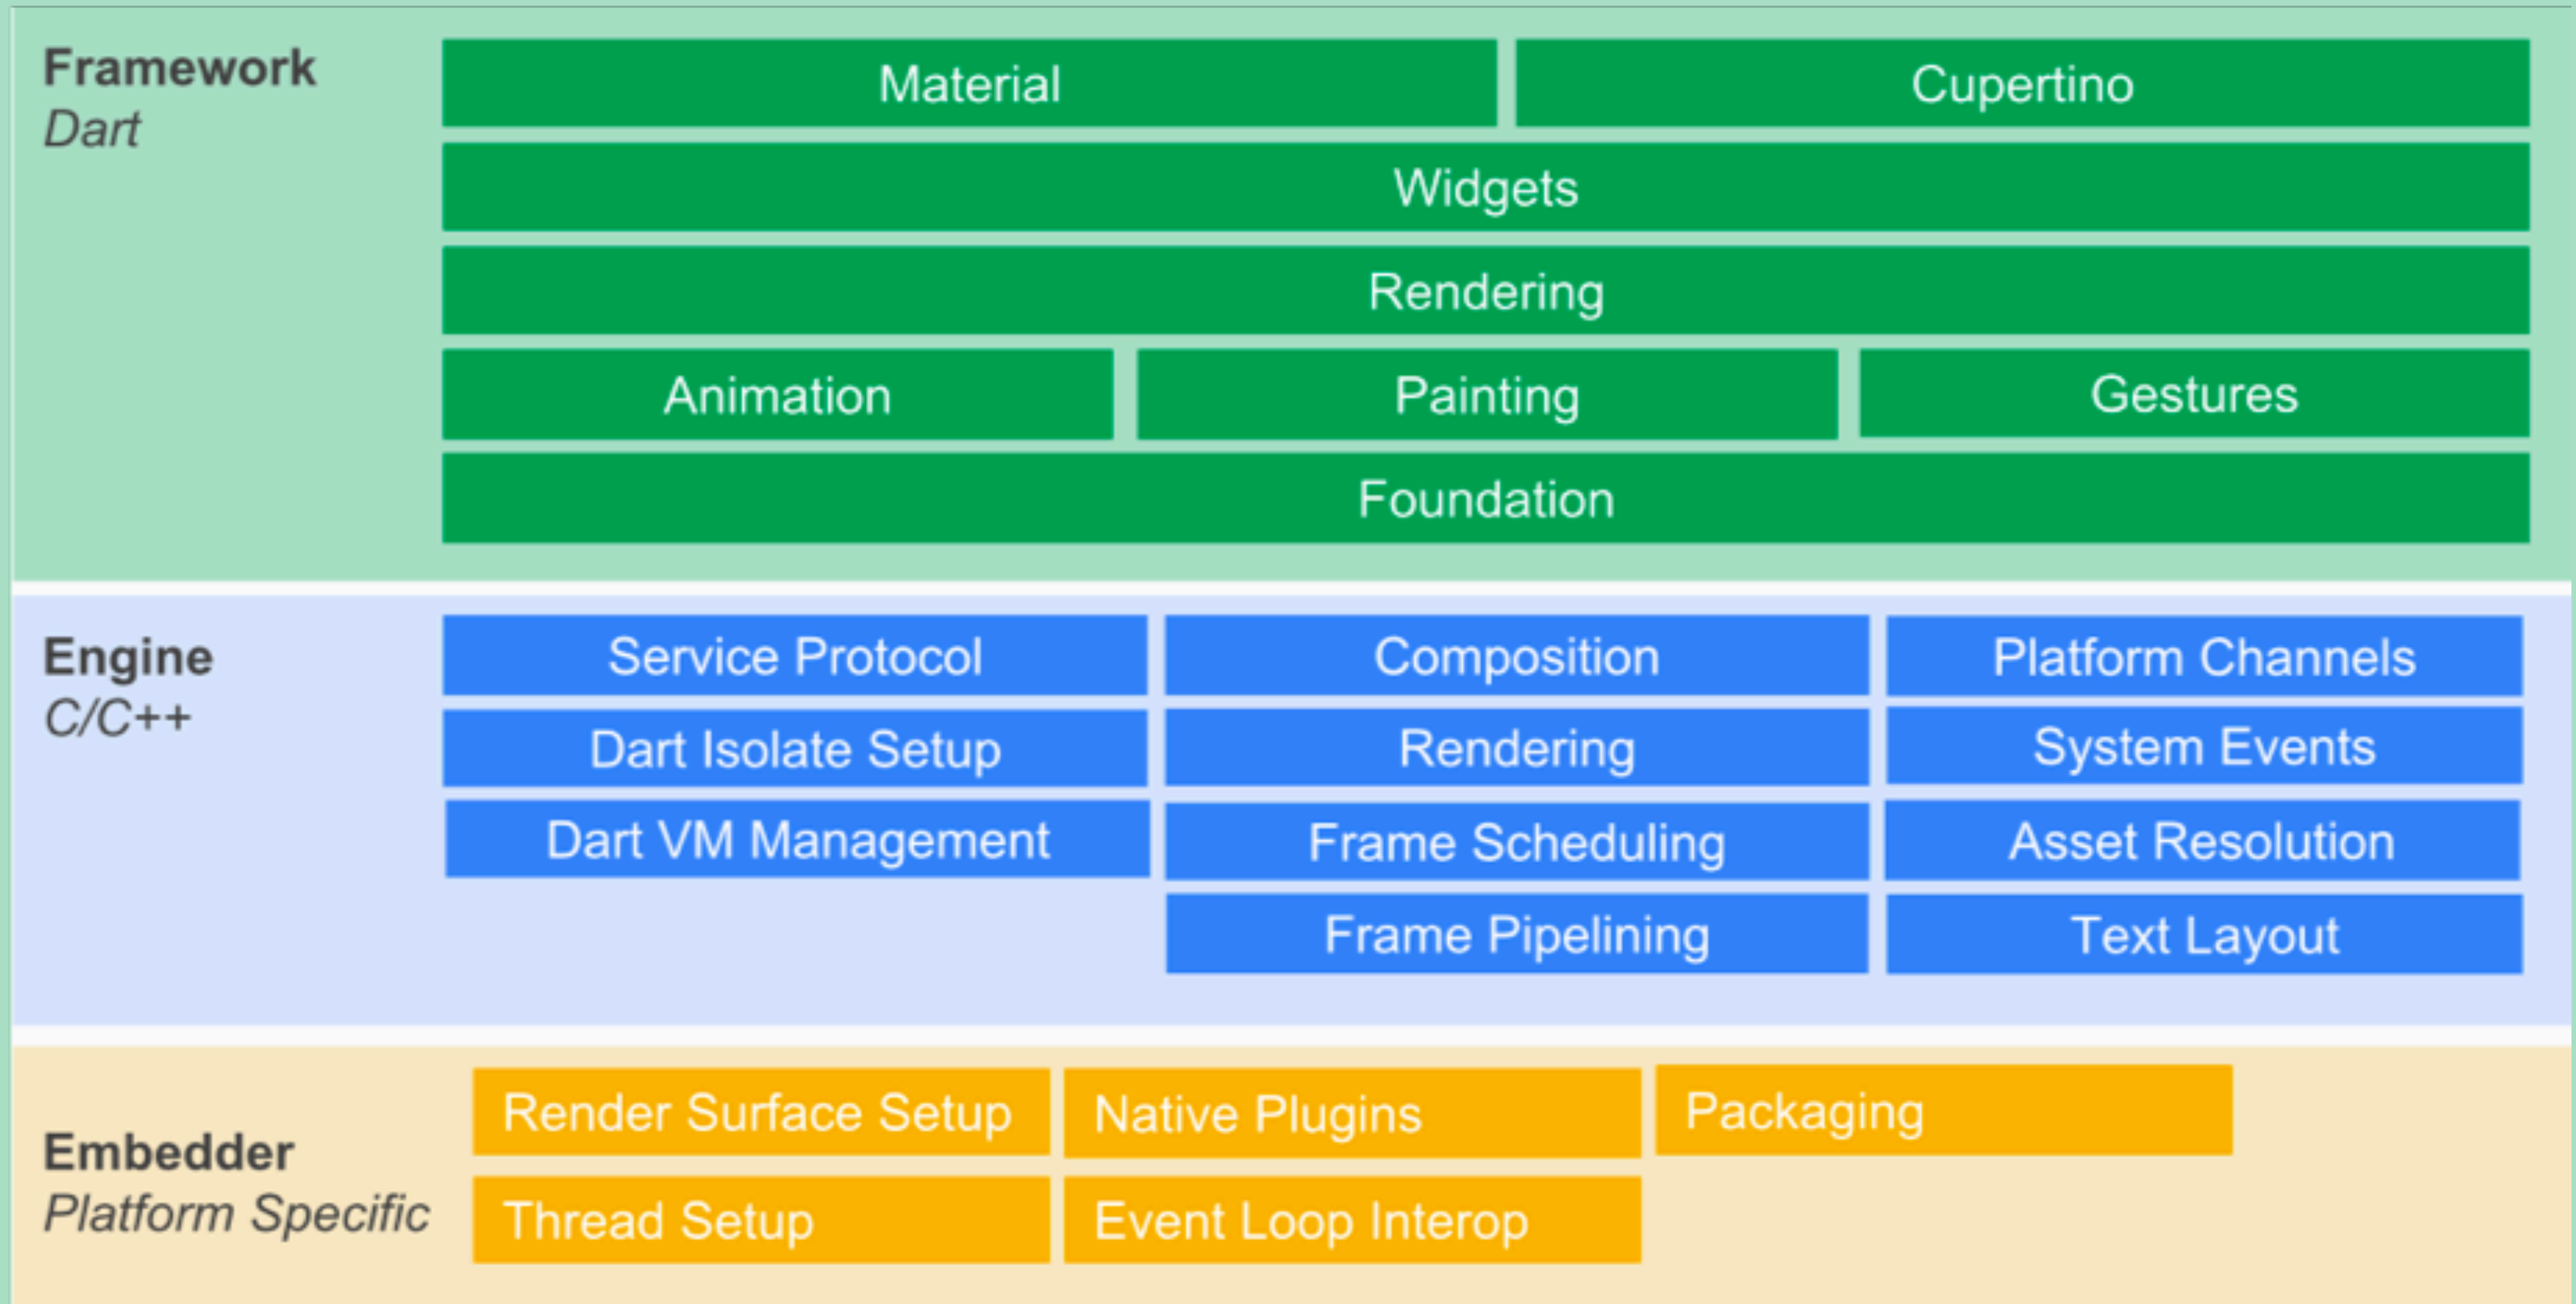 Framework
Dart
Material
Cupertino
Widgets
Rendering
Animation
Painting
Gestures
Foundation
Engine
C/C++
Service Protocol
Composition
Platform Channels
Dart Isolate Setup
Rendering
System Events
Dart VM Management
Frame Scheduling
Asset Resolution
Frame Pipelining
Text Layout
Embedder
Platform Specific
Render Surface Setup
Native Plugins
Packaging
Thread Setup
Event Loop Interop